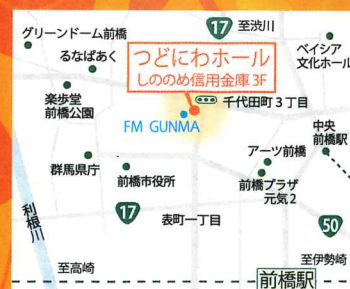 グリーンドーム前橋
17
至渋川
るなぱあく
つどにわホール
しののめ信用金庫 3F
ベイシア
文化ホール
楽歩堂
前橋公園
千代田町3丁目
FM GUNMA
中央
前橋駅
群馬県庁
アーツ前橋
前橋市役所
前橋プラザ
元気2
利根川
17
表町一丁目
50
至高崎
至伊勢崎
前橋駅